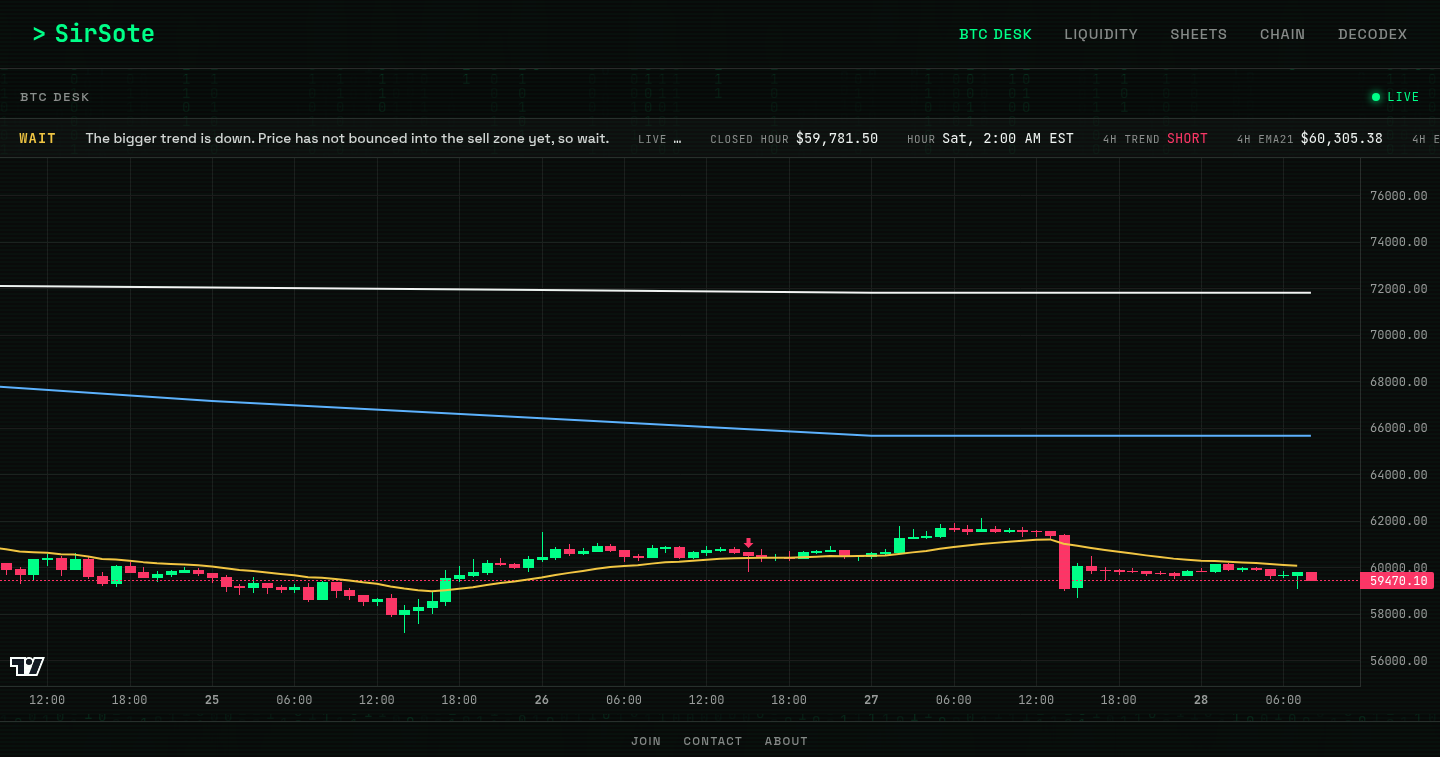 > SirSote
BTC DESK LIQUIDITY SHEETS CHAIN DECODEX
BTC DESK
LIVE
WAIT The bigger trend is down. Price has not bounced into the sell zone yet, so wait. LIVE … CLOSED HOUR $59,781.50 HOUR Sat, 2:00 AM EST 4H TREND SHORT 4H EMA21 $60,305.38 4H E
76000.00
74000.00
72000.00
70000.00
68000.00
66000.00
64000.00
62000.00
60000.00
59470.10
58000.00
56000.00
12:00 18:00 25 06:00 12:00 18:00 26 06:00 12:00 18:00 27 06:00 12:00 18:00 28 06:00
JOIN CONTACT ABOUT